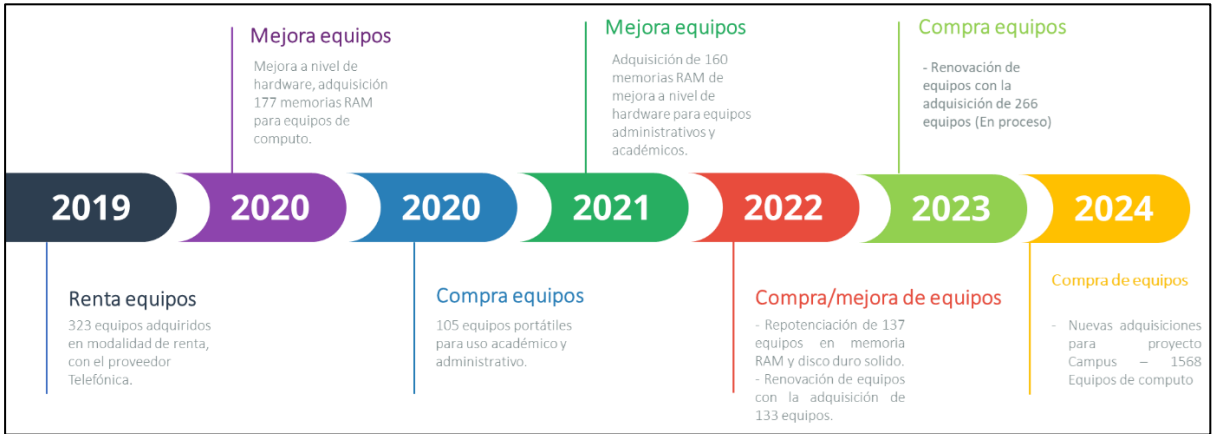 Mejora equipos
Mejora a nivel de
hardware, adquisición
177 memorias RAM
para equipos de
computo.
Mejora equipos
Adquisición de 160
memorias RAM de
mejora a nivel de
hardware para equipos
administrativos y
académicos.
Compra equipos
- Renovación de
equipos con la
adquisición de 266
equipos (En proceso)
2019
2020
2020
2021
2022
2023
2024
Renta equipos
323 equipos adquiridos
en modalidad de renta,
con el proveedor
Telefónica.
Compra equipos
105 equipos portátiles
para uso académico y
administrativo.
Compra/mejora de equipos
- Repotenciación de 137
equipos en memoria
RAM y disco duro solido.
- Renovación de equipos
con la adquisición de
133 equipos.
Compra de equipos
- Nuevas adquisiciones
para proyecto
Campus – 1568
Equipos de computo